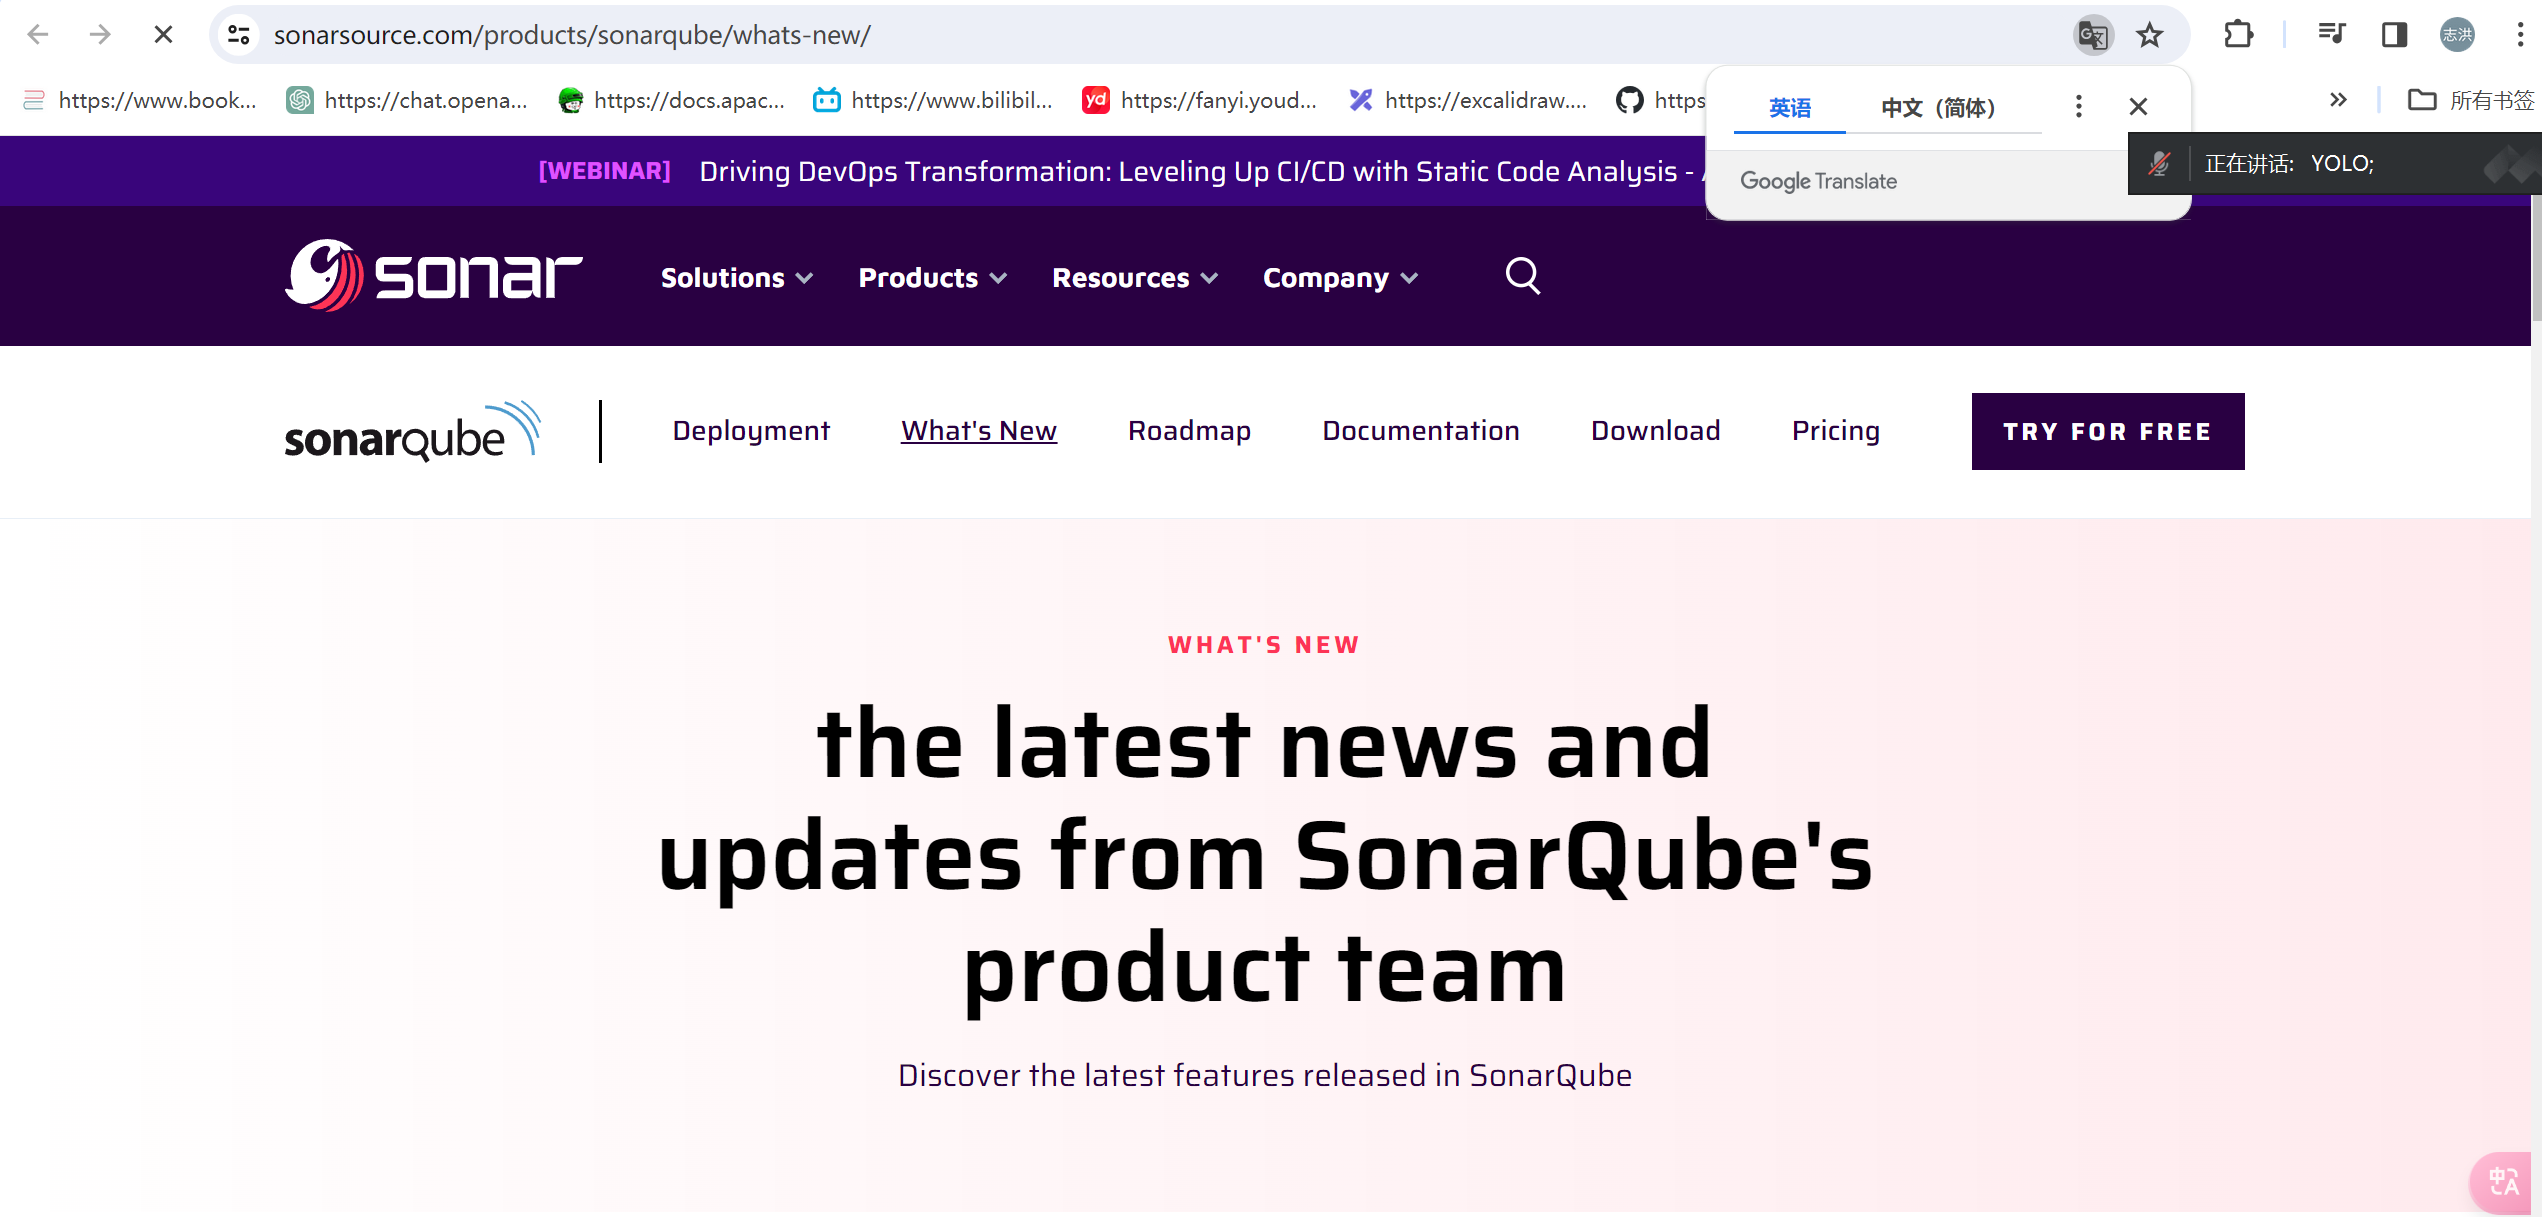 sonarsource.com/products/sonarqube/whats-new/
志洪
https://www.book...
https://chat.opena...
https://docs.apac...
https://www.bilibil...
https://fanyi.youd...
https://excalidraw....
https
所有书签
英语
中文（简体）
Google Translate
正在讲话: YOLO;
[WEBINAR] Driving DevOps Transformation: Leveling Up CI/CD with Static Code Analysis -
sonar
Solutions
Products
Resources
Company
sonarqube
Deployment
What's New
Roadmap
Documentation
Download
Pricing
TRY FOR FREE
WHAT'S NEW
the latest news and
updates from SonarQube's
product team
Discover the latest features released in SonarQube